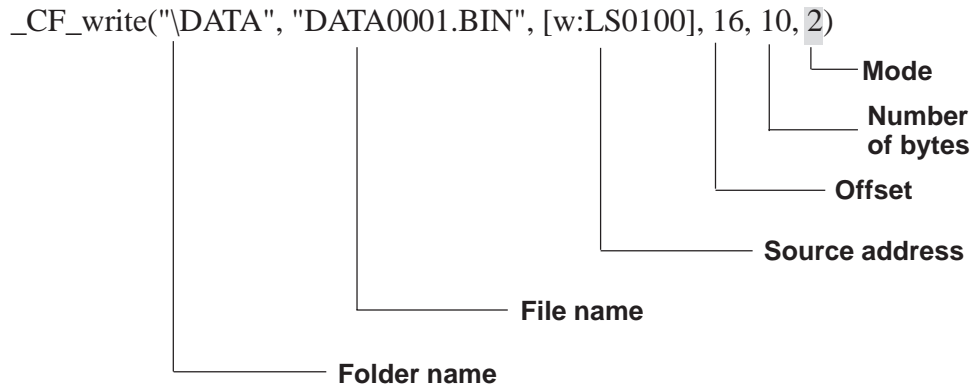 _CF_write("\DATA", "DATA0001.BIN", [w:LS0100], 16, 10, 2)
Mode
Number
of bytes
Offset
Source address
File name
Folder name